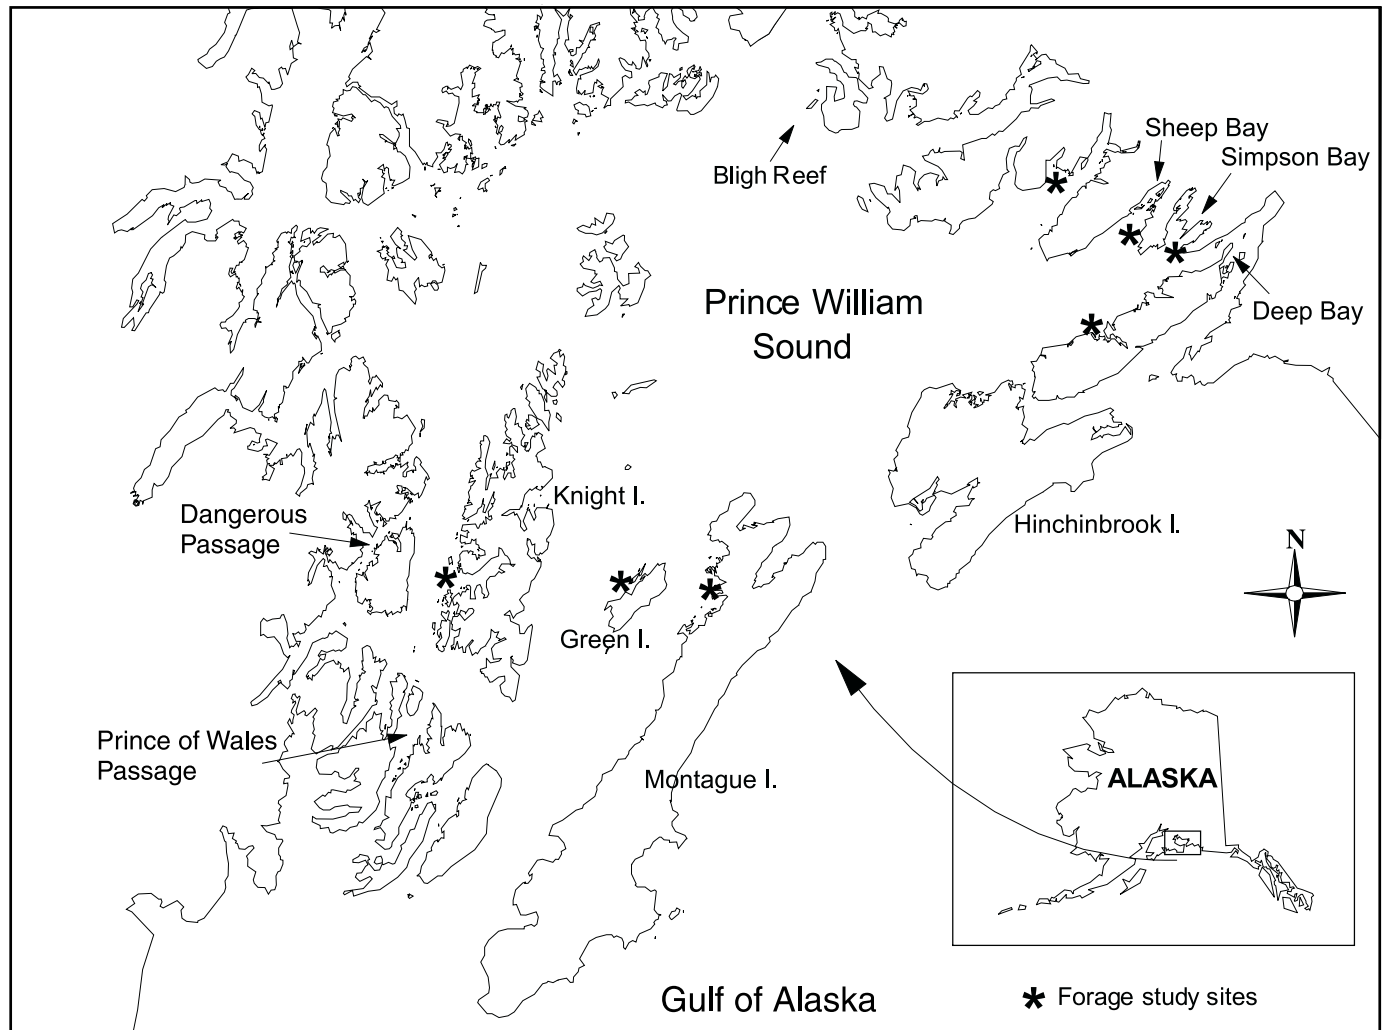 Sheep Bay
Simpson Bay
Bligh Reef
Prince William
Sound
Deep Bay
Knight I.
Dangerous
Passage
Hinchinbrook I.
N
Green I.
Prince of Wales
Passage
Montague I.
ALASKA
Gulf of Alaska
* Forage study sites